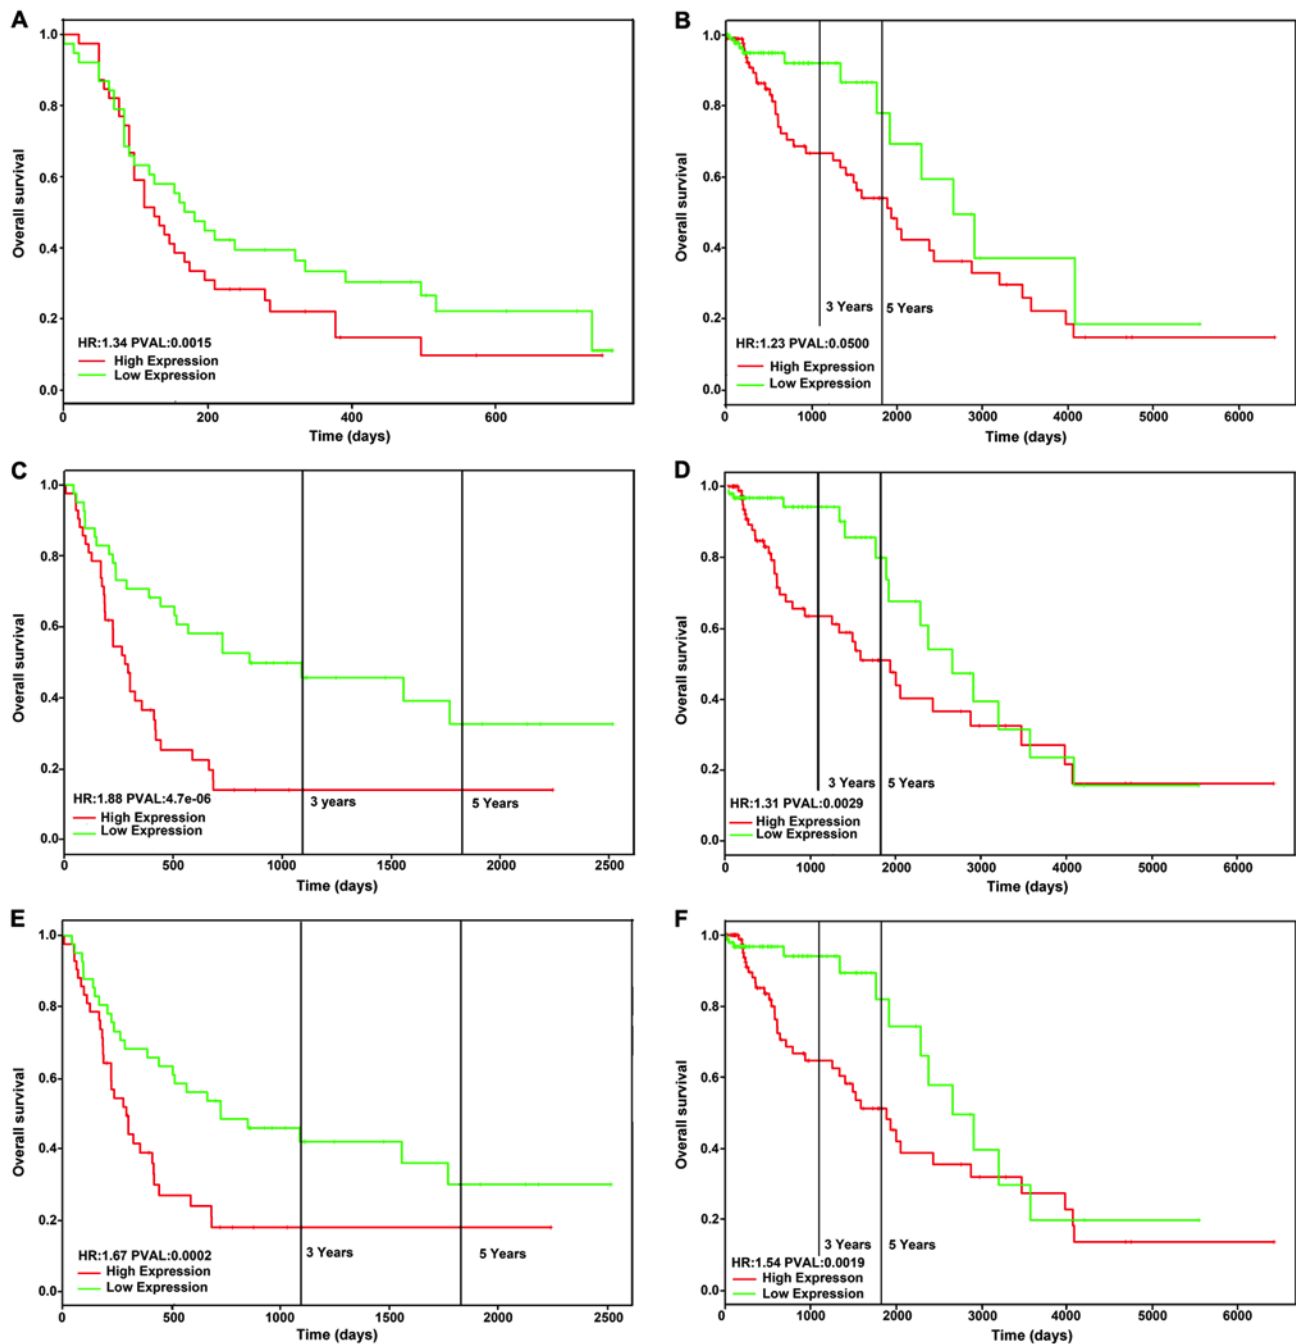 A
1.0
0.8
0.6
0.4
0.2
0.0
Overall survival
HR:1.34 PVAL:0.0015
High Expression
Low Expression
0 200 400 600
Time (days)
B
1.0
0.8
0.6
0.4
0.2
0.0
Overall survival
3 Years
5 Years
HR:1.23 PVAL:0.0500
High Expression
Low Expression
0 1000 2000 3000 4000 5000 6000
Time (days)
C
1.0
0.8
0.6
0.4
0.2
0.0
Overall survival
HR:1.88 PVAL:4.7e-06
3 years
5 Years
High Expression
Low Expression
0 500 1000 1500 2000 2500
Time (days)
D
1.0
0.8
0.6
0.4
0.2
0.0
Overall survival
3 Years
5 Years
HR:1.31 PVAL:0.0029
High Expression
Low Expression
0 1000 2000 3000 4000 5000 6000
Time (days)
E
1.0
0.8
0.6
0.4
0.2
0.0
Overall survival
HR:1.67 PVAL:0.0002
3 Years
5 Years
High Expression
Low Expression
0 500 1000 1500 2000 2500
Time (days)
F
1.0
0.8
0.6
0.4
0.2
0.0
Overall survival
3 Years
5 Years
HR:1.54 PVAL:0.0019
High Expresson
Low Expression
0 1000 2000 3000 4000 5000 6000
Time (days)